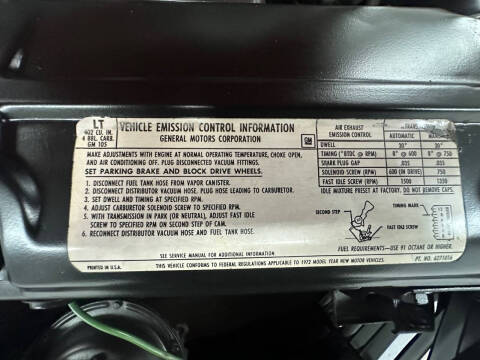 LT
402 CU. IN.
4 BBL. CARB.
GM 105
VEHICLE EMISSION CONTROL INFORMATION
GENERAL MOTORS CORPORATION
GM
MAKE ADJUSTMENTS WITH ENGINE AT NORMAL OPERATING TEMPERATURE, CHOKE OPEN,
AND AIR CONDITIONING OFF. PLUG DISCONNECTED VACUUM FITTINGS.
SET PARKING BRAKE AND BLOCK DRIVE WHEELS.
1. DISCONNECT FUEL TANK HOSE FROM VAPOR CANISTER.
2. DISCONNECT DISTRIBUTOR VACUUM HOSE. PLUG HOSE LEADING TO CARBURETOR.
3. SET DWELL AND TIMING AT SPECIFIED RPM.
4. ADJUST CARBURETOR SOLENOID SCREW TO SPECIFIED RPM.
5. WITH TRANSMISSION IN PARK (OR NEUTRAL), ADJUST FAST IDLE
SCREW TO SPECIFIED RPM ON SECOND STEP OF CAM.
6. RECONNECT DISTRIBUTOR VACUUM AND FUEL TANK HOSE.
AIR EXHAUST
EMISSION CONTROL
AUTOMATIC
DWELL 30° 30°
TIMING (°BTDC @ RPM) 8° @ 600 8° @ 750
SPARK PLUG GAP .035 .035
SOLENOID SCREW (RPM) 600 (IN DRIVE) 750
FAST IDLE SCREW (RPM) 1500 1350
IDLE MIXTURE PRESET AT FACTORY. DO NOT REMOVE CAPS.
TIMING MARK
SECOND STEP
FAST IDLE SCREW
FUEL REQUIREMENTS—USE 91 OCTANE OR HIGHER.
SEE SERVICE MANUAL FOR ADDITIONAL INFORMATION
THIS VEHICLE CONFORMS TO FEDERAL REGULATIONS APPLICABLE TO 1972 MODEL YEAR NEW MOTOR VEHICLES.
PRINTED IN U.S.A.
PT. NO. 6271456